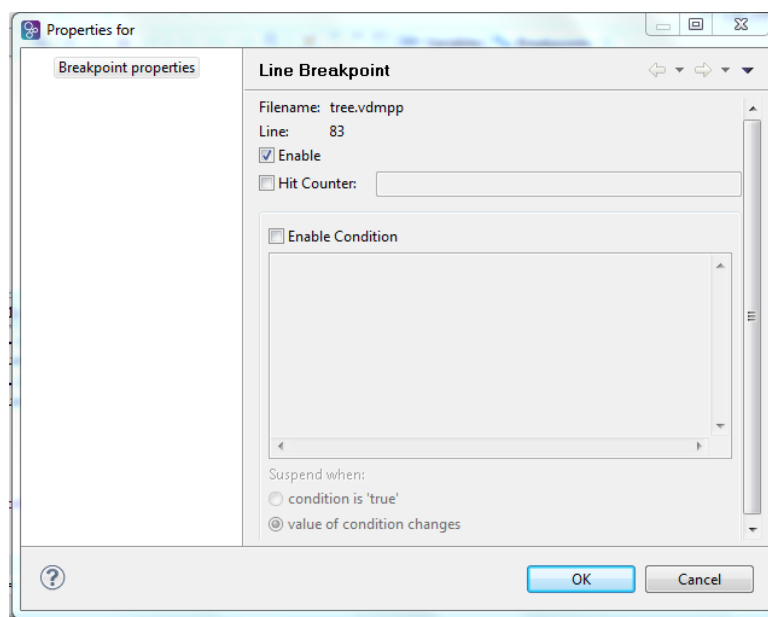 Properties for
Breakpoint properties
Line Breakpoint
Filename: tree.vdmpp
Line: 83
Enable
Hit Counter:
Enable Condition
Suspend when:
condition is 'true'
value of condition changes
?
OK
Cancel